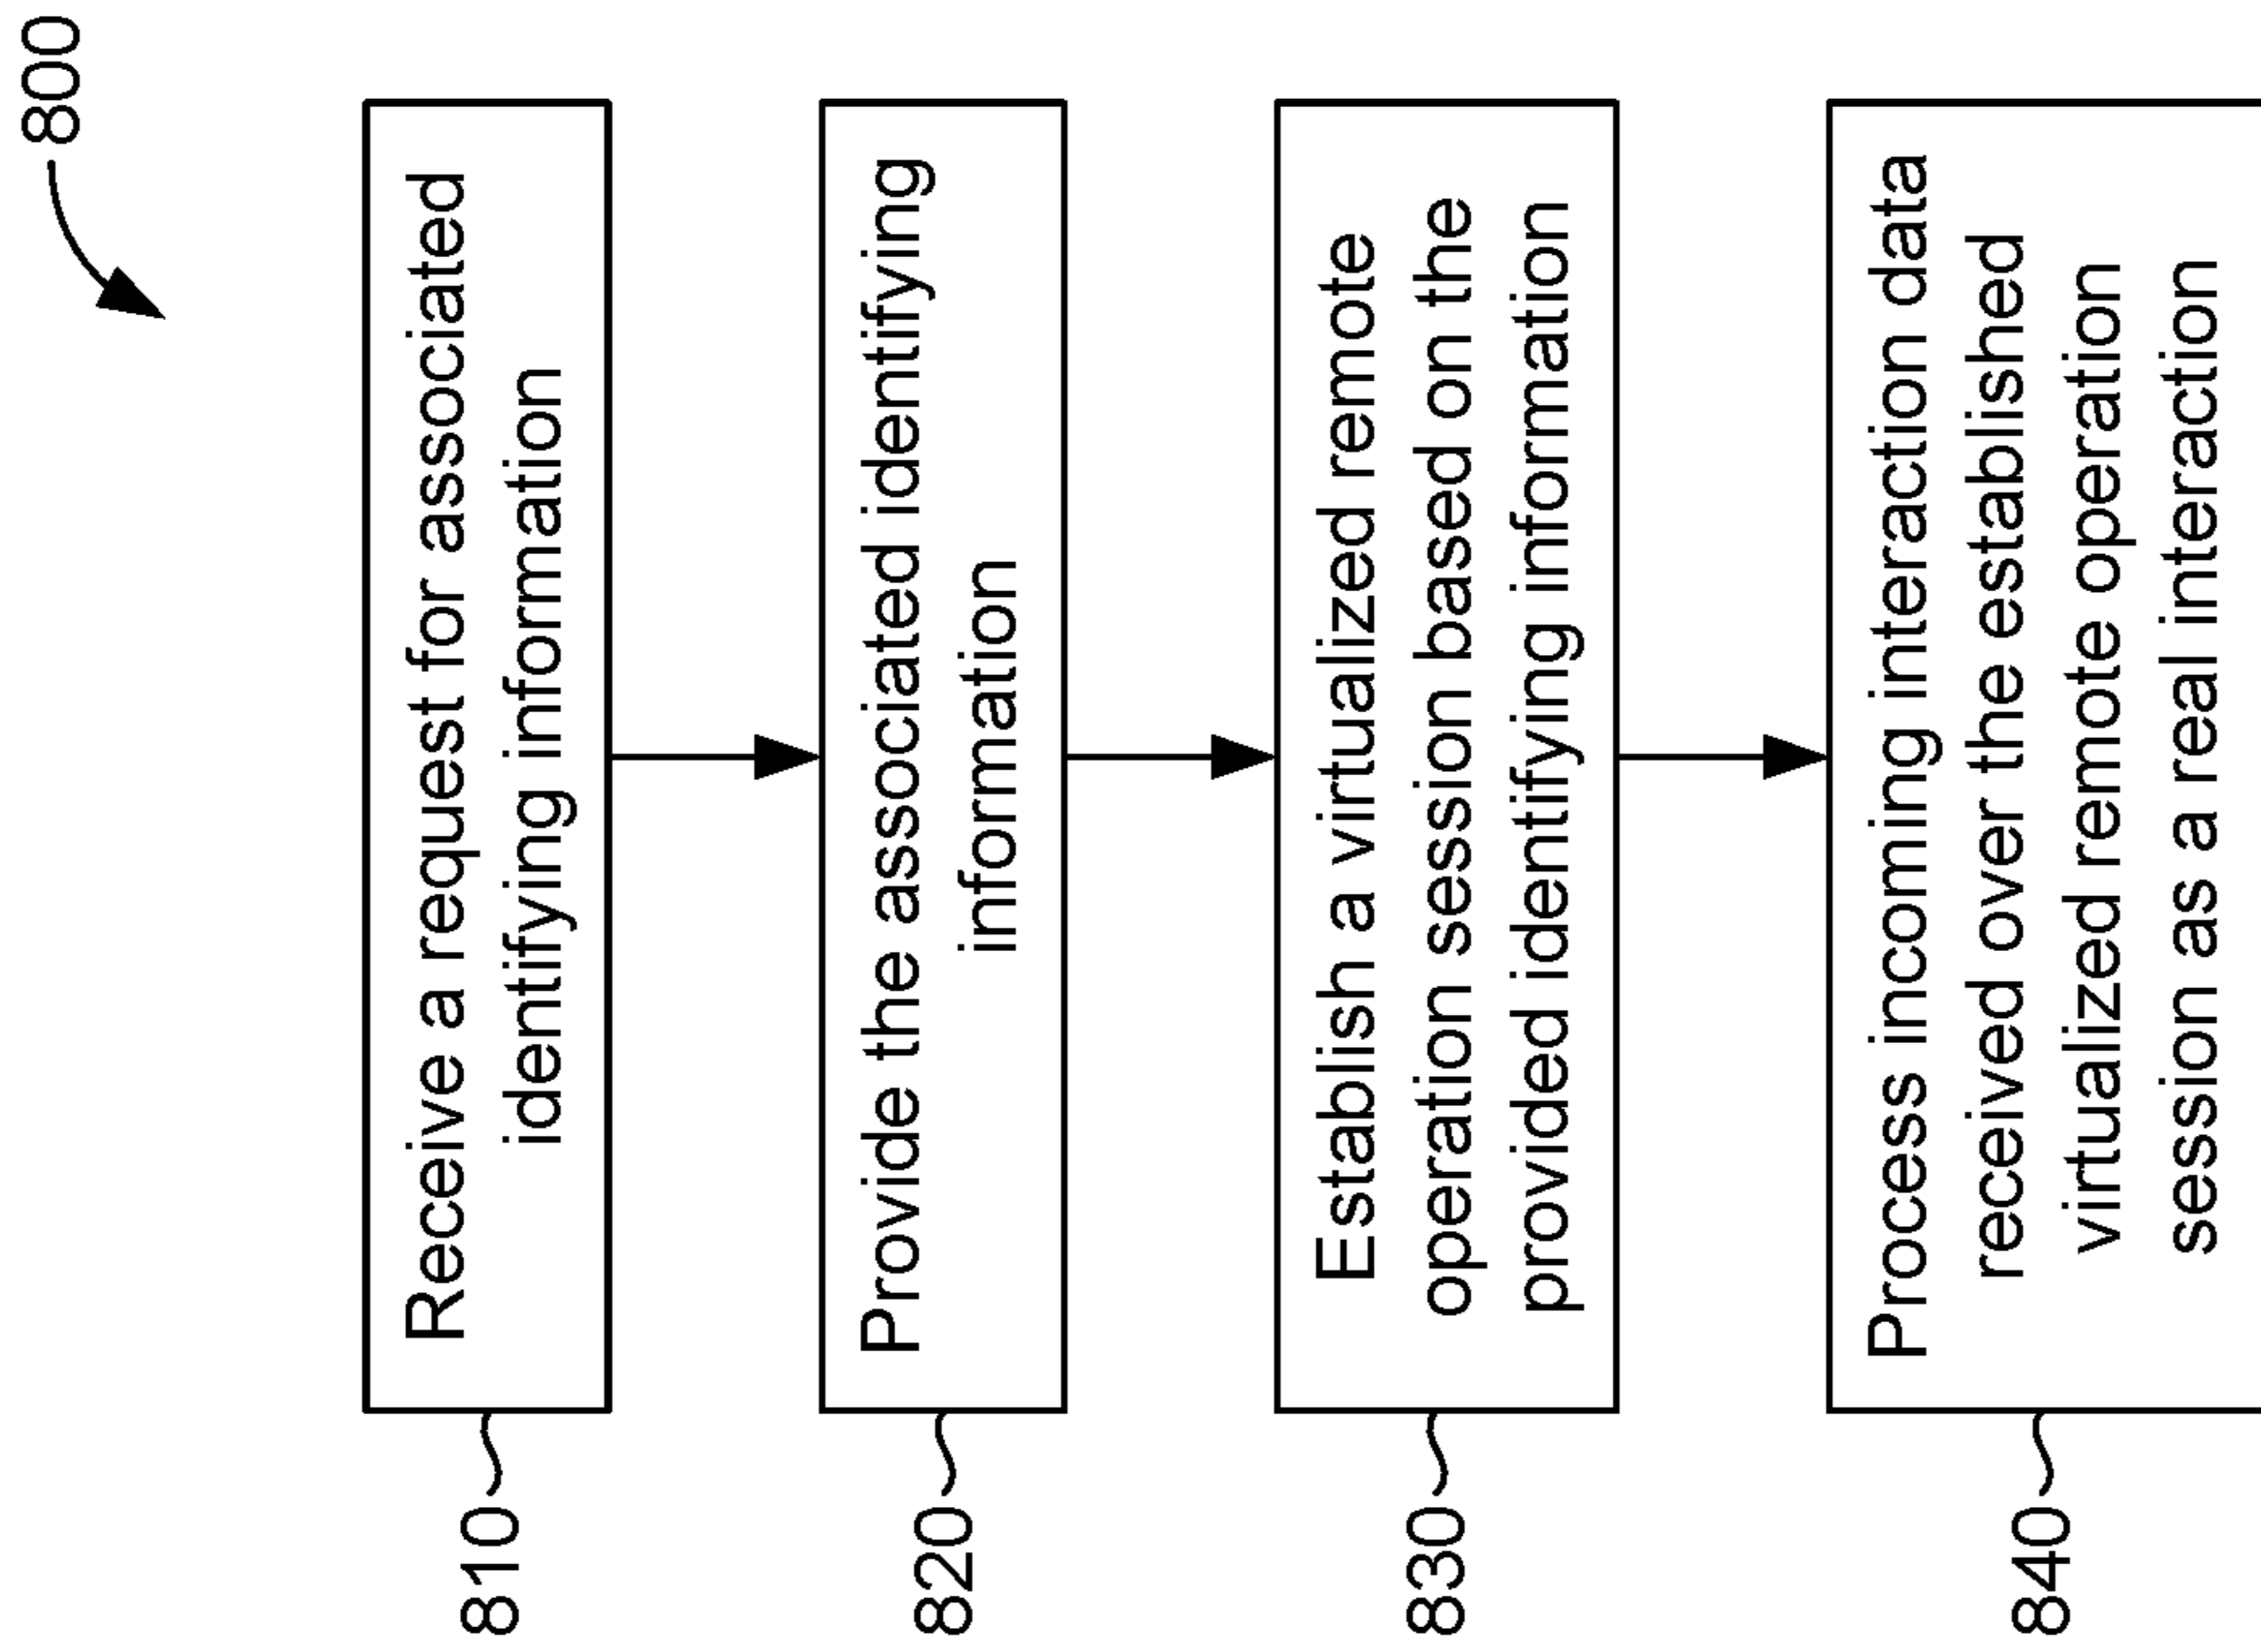 800
810
Receive a request for associated
identifying information
820
Provide the associated identifying
information
830
Establish a virtualized remote
operation session based on the
provided identifying information
840
Process incoming interaction data
received over the established
virtualized remote operation
session as a real interaction